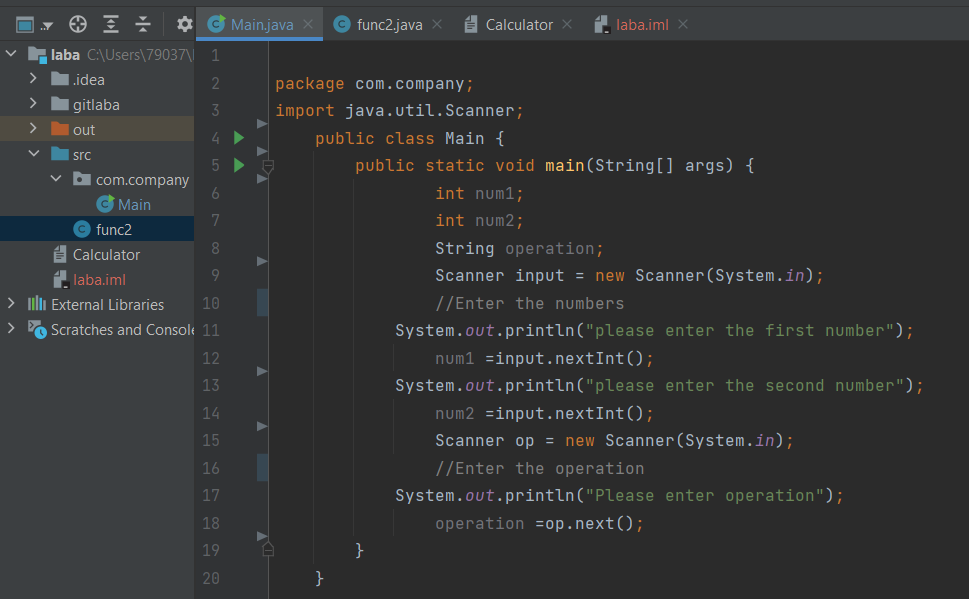 Main.java func2.java Calculator laba.iml
laba C:\Users\79037\
.idea
gitlaba
out
src
com.company
Main
func2
Calculator
laba.iml
External Libraries
Scratches and Console
1
2 package com.company;
3 import java.util.Scanner;
4 public class Main {
5 public static void main(String[] args) {
6 int num1;
7 int num2;
8 String operation;
9 Scanner input = new Scanner(System.in);
10 //Enter the numbers
11 System.out.println("please enter the first number");
12 num1 =input.nextInt();
13 System.out.println("please enter the second number");
14 num2 =input.nextInt();
15 Scanner op = new Scanner(System.in);
16 //Enter the operation
17 System.out.println("Please enter operation");
18 operation =op.next();
19 }
20 }